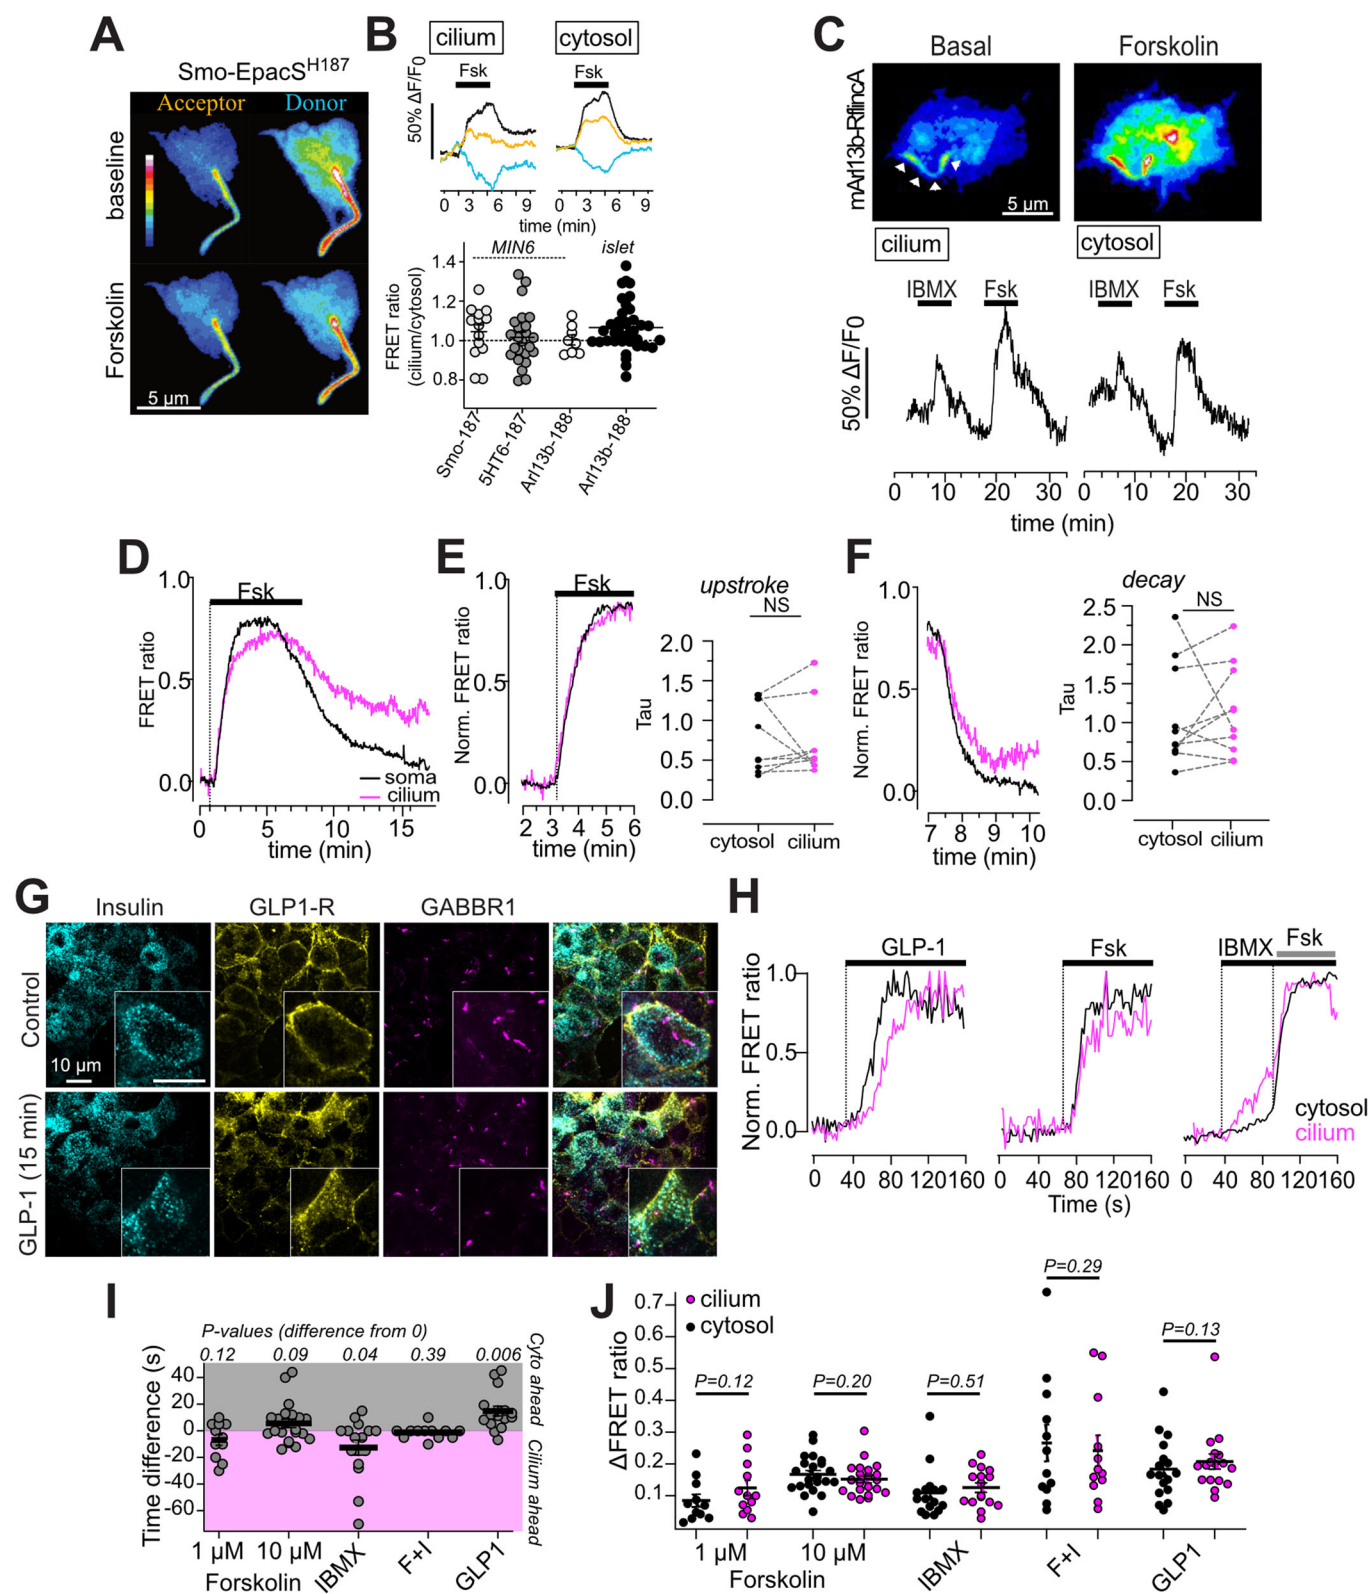 A
Smo-EpacS^H187
Acceptor Donor
baseline
Forskolin
5 µm
B
cilium cytosol
Fsk Fsk
50% ΔF/F0
0 3 6 9 0 3 6 9
time (min)
MIN6 islet
FRET ratio
(cilium/cytosol)
1.4
1.2
1.0
0.8
Smo-187
5HT6-187
Arl13b-188
Arl13b-188
C
Basal Forskolin
mArl13b-RflincA
5 µm
cilium cytosol
IBMX Fsk IBMX Fsk
50% ΔF/F0
0 10 20 30 0 10 20 30
time (min)
D
Fsk
FRET ratio
1.0
0.5
0.0
soma
cilium
0 5 10 15
time (min)
E
Fsk
Norm. FRET ratio
1.0
0.5
0.0
2 3 4 5 6
time (min)
upstroke
NS
Tau
2.0
1.5
1.0
0.5
0.0
cytosol cilium
F
Norm. FRET ratio
1.0
0.5
0.0
7 8 9 10
time (min)
decay
NS
Tau
2.5
2.0
1.5
1.0
0.5
0.0
cytosol cilium
G
Insulin GLP1-R GABBR1
Control
10 µm
GLP-1 (15 min)
H
GLP-1 Fsk IBMX Fsk
Norm. FRET ratio
1.0
0.5
0.0
cytosol
cilium
0 40 80 120160 0 40 80 120160 0 40 80 120160
Time (s)
I
P-values (difference from 0)
0.12 0.09 0.04 0.39 0.006
Time difference (s)
40
20
0
-20
-40
-60
Cyto ahead
Cilium ahead
1 µM 10 µM IBMX F+I GLP1
Forskolin
J
cilium
cytosol
ΔFRET ratio
0.7
0.6
0.5
0.4
0.3
0.2
0.1
P=0.12 P=0.20 P=0.51 P=0.29 P=0.13
1 µM 10 µM IBMX F+I GLP1
Forskolin